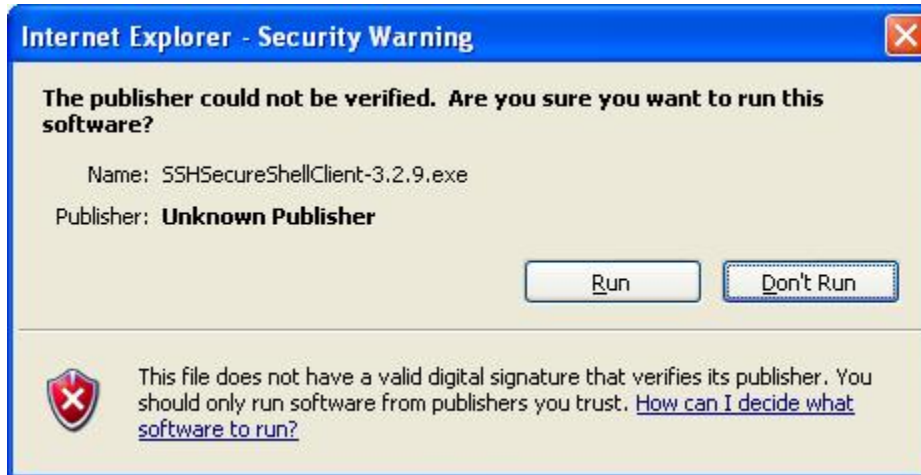 Internet Explorer - Security Warning
The publisher could not be verified. Are you sure you want to run this
software?
Name: SSHSecureShellClient-3.2.9.exe
Publisher: Unknown Publisher
Run Don't Run
This file does not have a valid digital signature that verifies its publisher. You
should only run software from publishers you trust. How can I decide what
software to run?